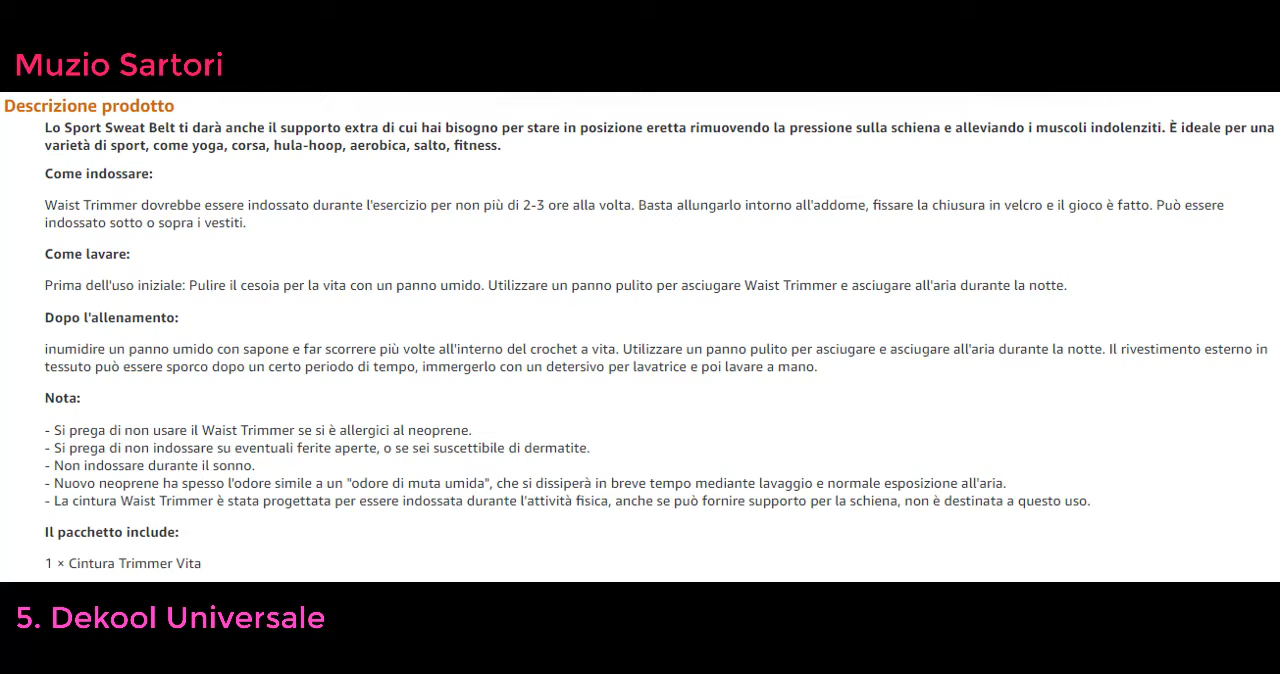 Muzio Sartori
Descrizione prodotto
Lo Sport Sweat Belt ti darà anche il supporto extra di cui hai bisogno per stare in posizione eretta rimuovendo la pressione sulla schiena e alleviando i muscoli indolenziti. È ideale per una
varietà di sport, come yoga, corsa, hula-hoop, aerobica, salto, fitness.
Come indossare:
Waist Trimmer dovrebbe essere indossato durante l'esercizio per non più di 2-3 ore alla volta. Basta allungarlo intorno all'addome, fissare la chiusura in velcro e il gioco è fatto. Può essere
indossato sotto o sopra i vestiti.
Come lavare:
Prima dell'uso iniziale: Pulire il cesoia per la vita con un panno umido. Utilizzare un panno pulito per asciugare Waist Trimmer e asciugare all'aria durante la notte.
Dopo l'allenamento:
inumidire un panno umido con sapone e far scorrere più volte all'interno del crochet a vita. Utilizzare un panno pulito per asciugare e asciugare all'aria durante la notte. Il rivestimento esterno in
tessuto può essere sporco dopo un certo periodo di tempo, immergerlo con un detersivo per lavatrice e poi lavare a mano.
Nota:
- Si prega di non usare il Waist Trimmer se si è allergici al neoprene.
- Si prega di non indossare su eventuali ferite aperte, o se sei suscettibile di dermatite.
- Non indossare durante il sonno.
- Nuovo neoprene ha spesso l'odore simile a un "odore di muta umida", che si dissiperà in breve tempo mediante lavaggio e normale esposizione all'aria.
- La cintura Waist Trimmer è stata progettata per essere indossata durante l'attività fisica, anche se può fornire supporto per la schiena, non è destinata a questo uso.
Il pacchetto include:
1 × Cintura Trimmer Vita
5. Dekool Universale